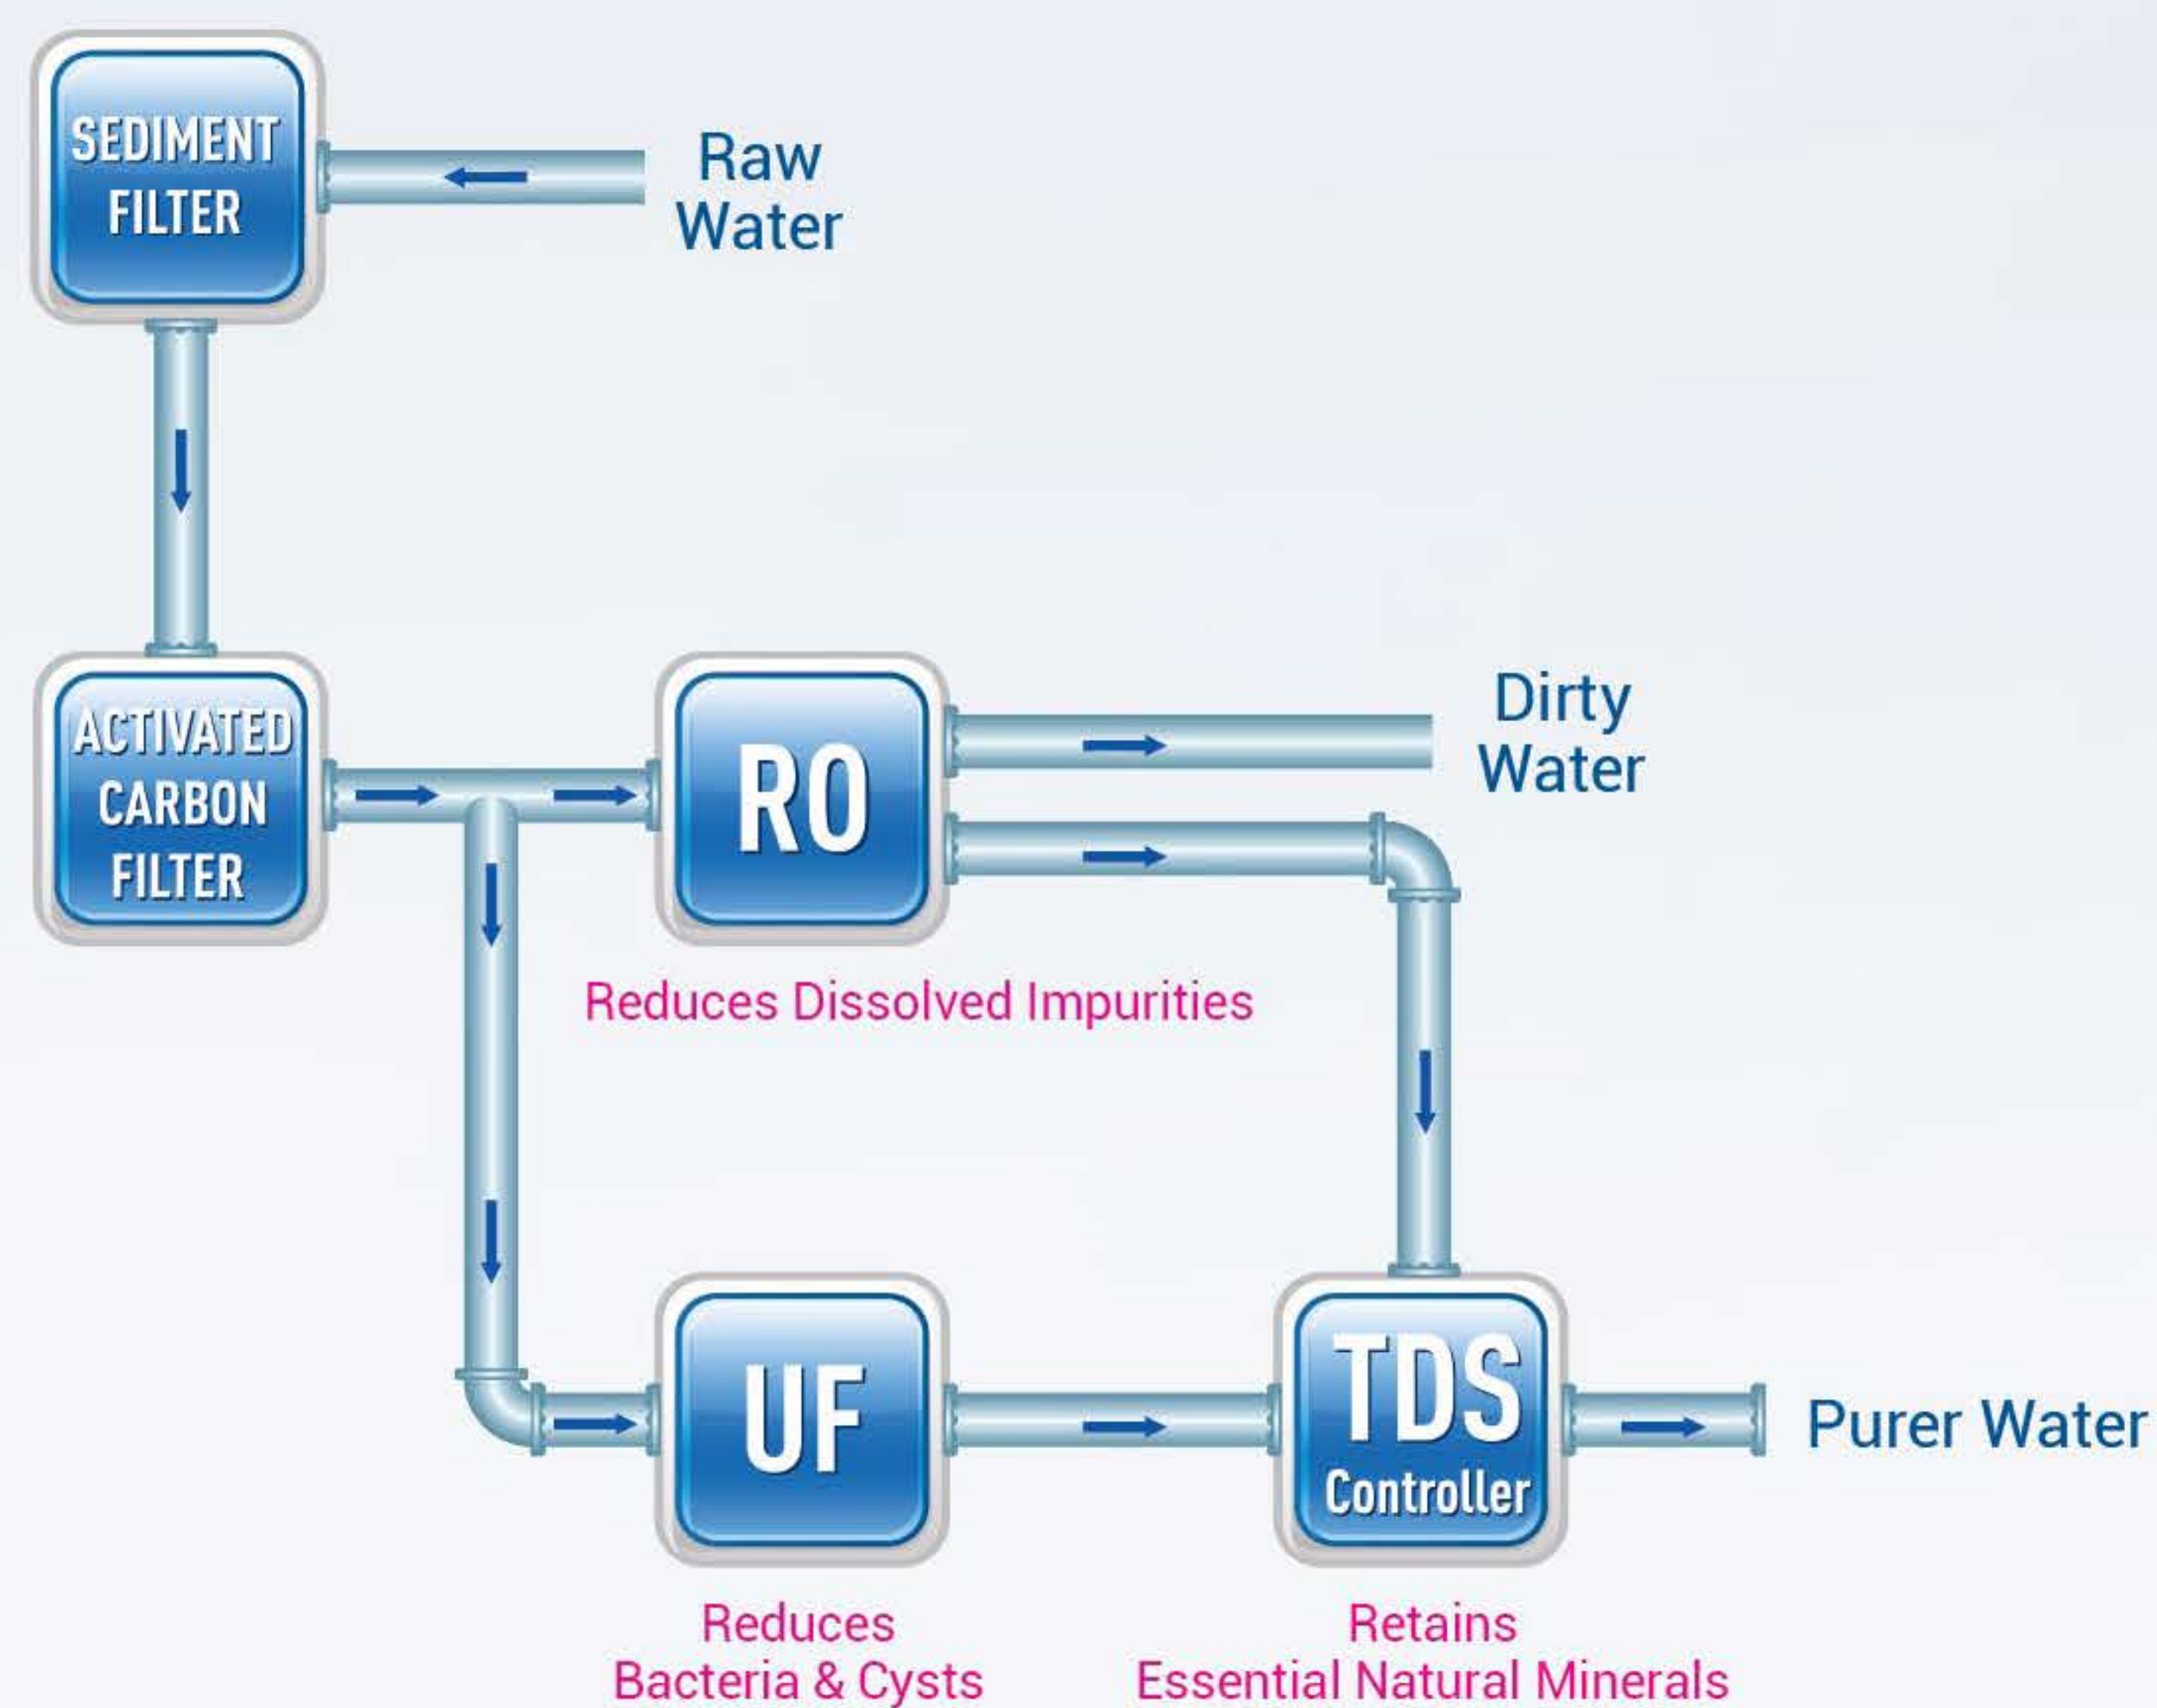 SEDIMENT
FILTER
Raw
Water
ACTIVATED
CARBON
FILTER
RO
Dirty
Water
Reduces Dissolved Impurities
UF
TDS
Controller
Purer Water
Reduces
Bacteria & Cysts
Retains
Essential Natural Minerals